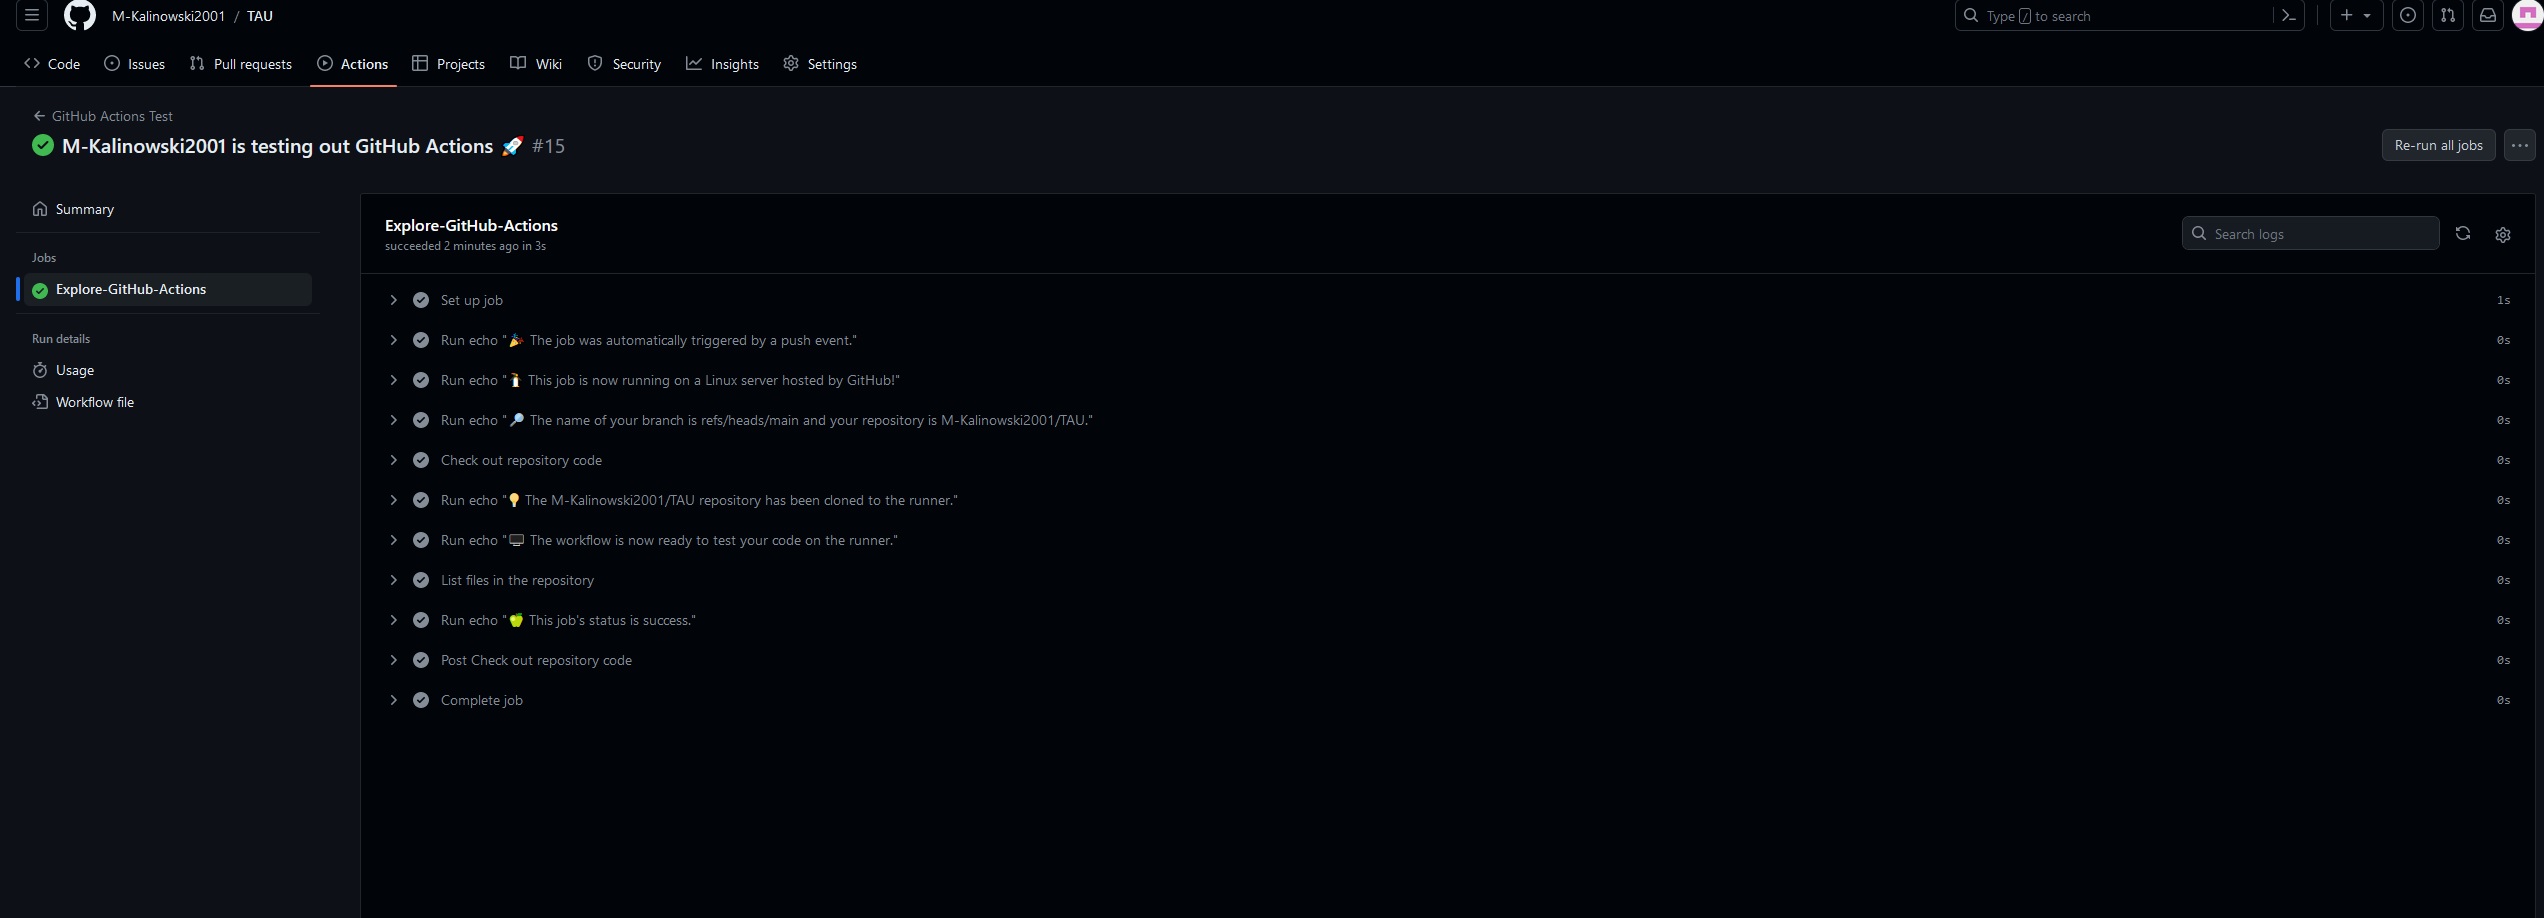 M-Kalinowski2001 / TAU
Type / to search
Code Issues Pull requests Actions Projects Wiki Security Insights Settings
GitHub Actions Test
M-Kalinowski2001 is testing out GitHub Actions 🚀 #15
Re-run all jobs
Summary
Jobs
Explore-GitHub-Actions
Run details
Usage
Workflow file
Explore-GitHub-Actions
succeeded 2 minutes ago in 3s
Search logs
Set up job 1s
Run echo "🎉 The job was automatically triggered by a push event." 0s
Run echo "🐧 This job is now running on a Linux server hosted by GitHub!" 0s
Run echo "🔎 The name of your branch is refs/heads/main and your repository is M-Kalinowski2001/TAU." 0s
Check out repository code 0s
Run echo "💡 The M-Kalinowski2001/TAU repository has been cloned to the runner." 0s
Run echo "🖥️ The workflow is now ready to test your code on the runner." 0s
List files in the repository 0s
Run echo "🍏 This job's status is success." 0s
Post Check out repository code 0s
Complete job 0s